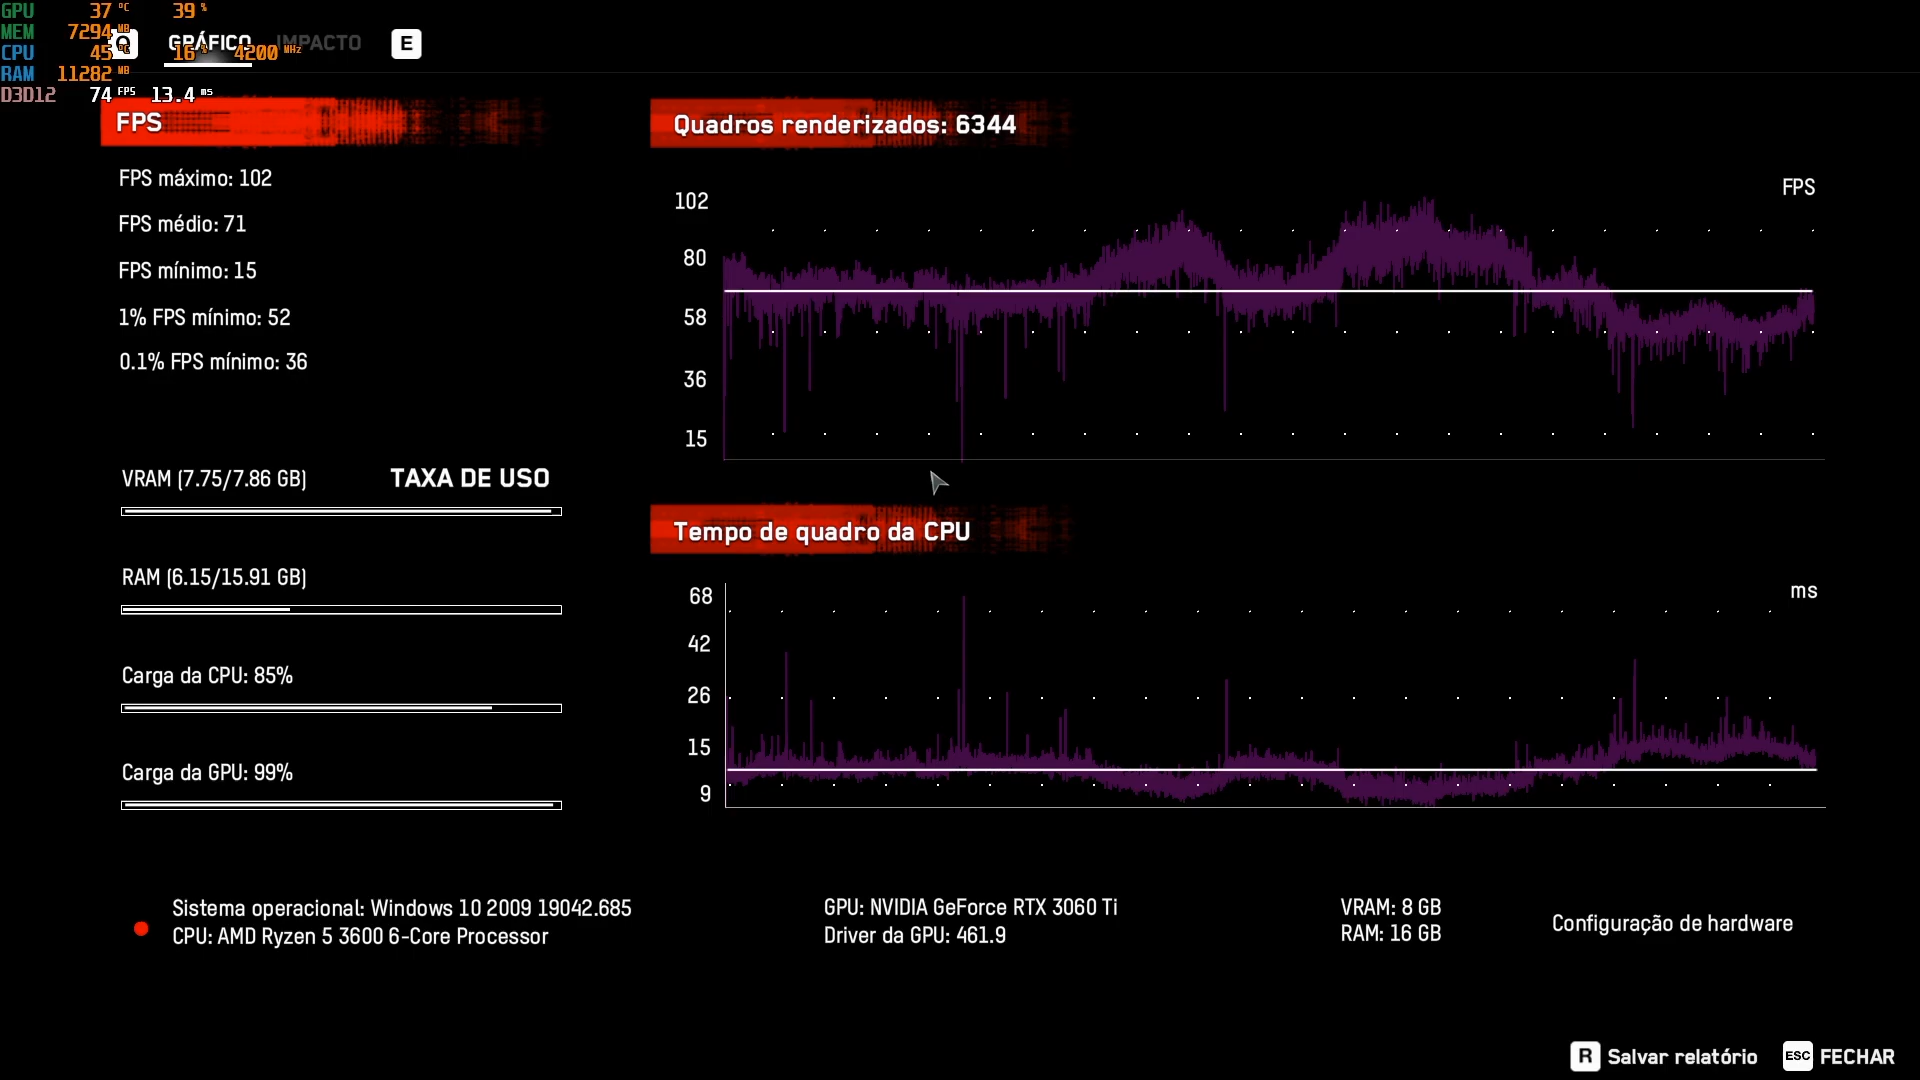 GPU 37 °C 39 %
MEM 7294 MB
CPU 45 °C 16 % 4200 MHz
RAM 11282 MB
D3D12 74 FPS 13.4 ms
Q GRÁFICO IMPACTO E
FPS
FPS máximo: 102
FPS médio: 71
FPS mínimo: 15
1% FPS mínimo: 52
0.1% FPS mínimo: 36
VRAM (7.75/7.86 GB) TAXA DE USO
RAM (6.15/15.91 GB)
Carga da CPU: 85%
Carga da GPU: 99%
Quadros renderizados: 6344
FPS
102
80
58
36
15
Tempo de quadro da CPU
ms
68
42
26
15
9
Sistema operacional: Windows 10 2009 19042.685
CPU: AMD Ryzen 5 3600 6-Core Processor
GPU: NVIDIA GeForce RTX 3060 Ti
Driver da GPU: 461.9
VRAM: 8 GB
RAM: 16 GB
Configuração de hardware
R Salvar relatório ESC FECHAR